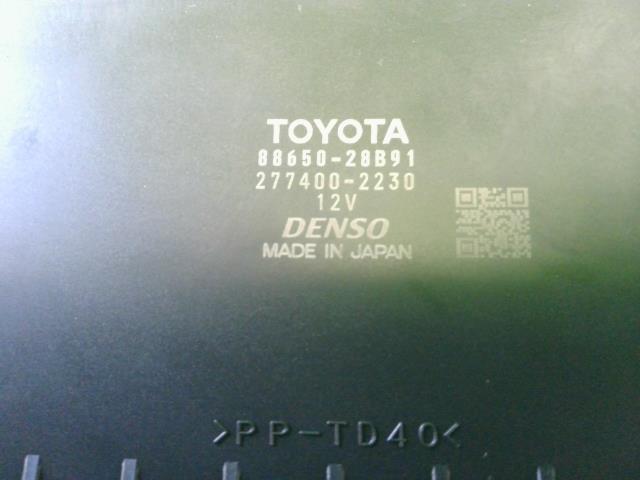 TOYOTA
88650-28B91
277400-2230
12V
DENSO
MADE IN JAPAN
>PP-TD40<